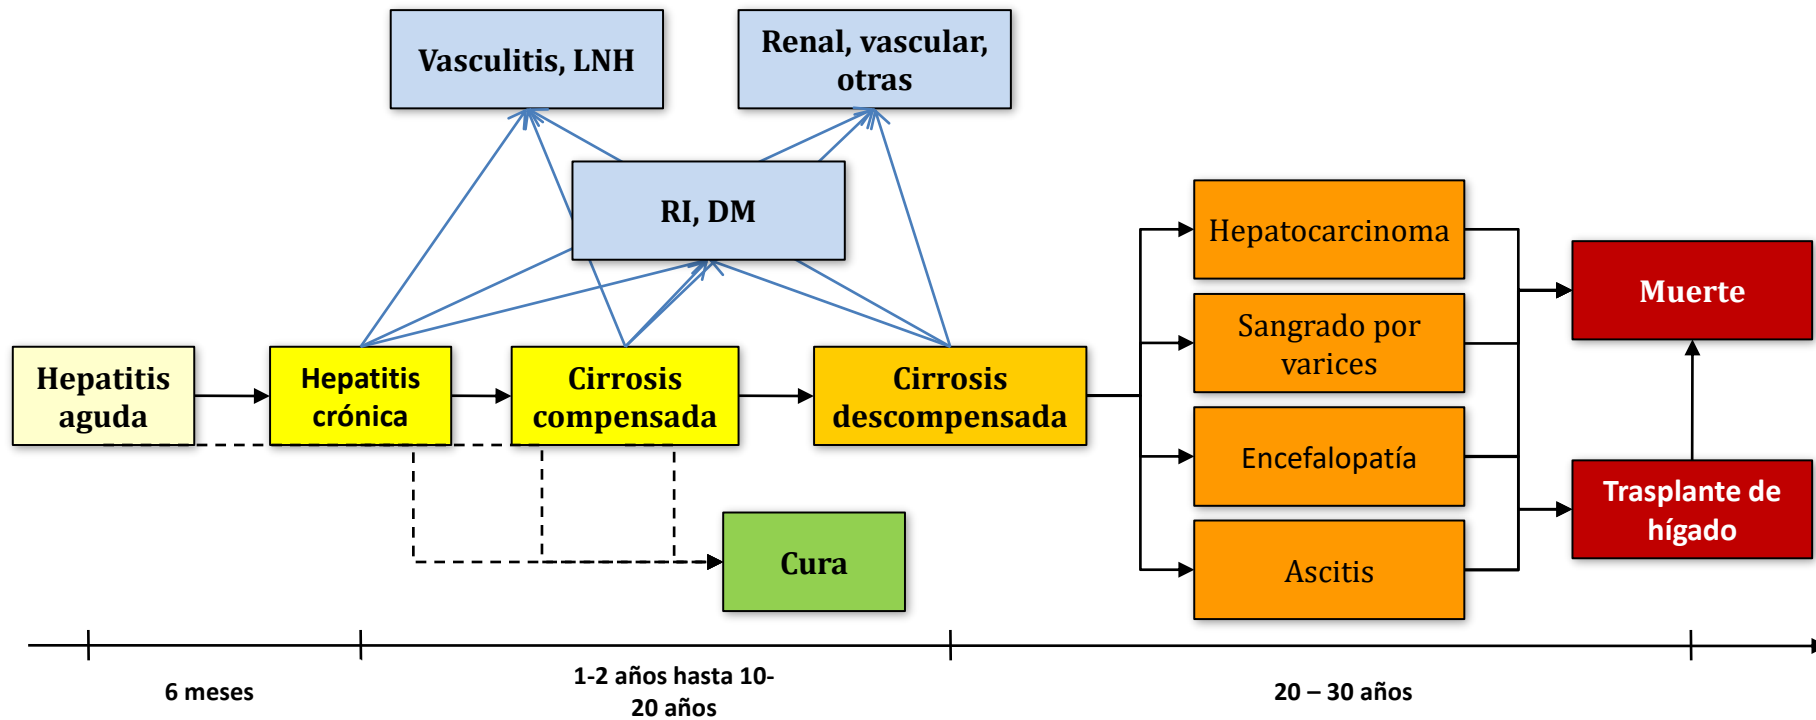 Vasculitis, LNH
Renal, vascular,
otras
RI, DM
Hepatocarcinoma
Muerte
Sangrado por
varices
Hepatitis
aguda
Hepatitis
crónica
Cirrosis
compensada
Cirrosis
descompensada
Encefalopatía
Trasplante de
hígado
Cura
Ascitis
6 meses
1-2 años hasta 10-
20 años
20 – 30 años